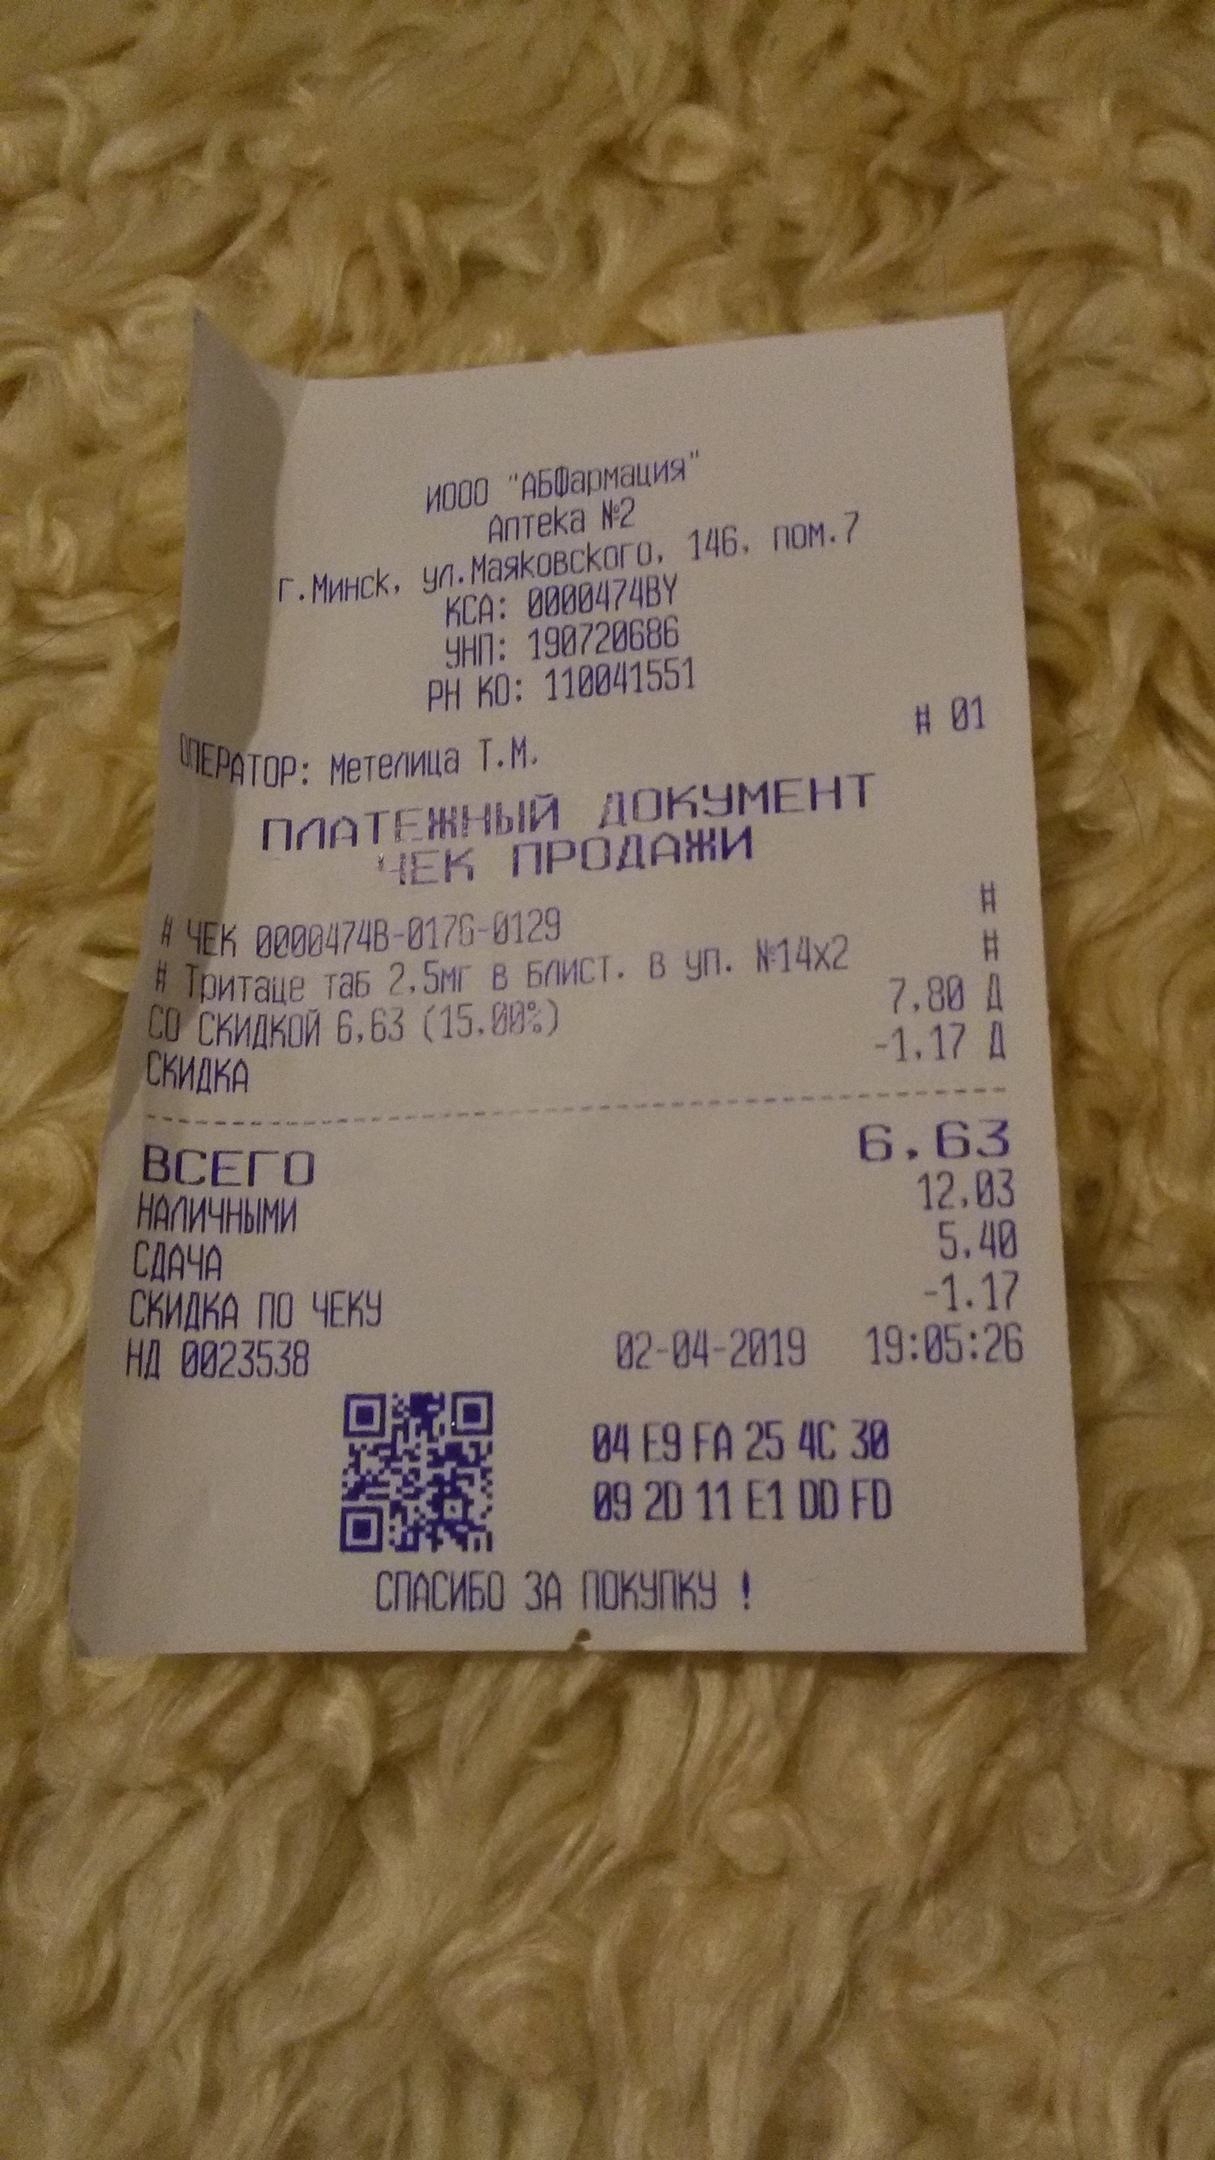 ИООО "АБФармация"
Аптека №2
г.Минск, ул.Маяковского, 146, пом.7
КСА: 0000474BY
УНП: 190720686
РН КО: 110041551
ОПЕРАТОР: Метелица Т.М. # 01
ПЛАТЕЖНЫЙ ДОКУМЕНТ
ЧЕК ПРОДАЖИ
# ЧЕК 0000474B-0176-0129 #
# Тритаце таб 2,5мг в блист. в уп. №14x2 #
СО СКИДКОЙ 6,63 (15.00%) 7,80 Д
СКИДКА -1,17 Д
ВСЕГО 6,63
НАЛИЧНЫМИ 12,03
СДАЧА 5,40
СКИДКА ПО ЧЕКУ -1.17
НД 0023538 02-04-2019 19:05:26
04 E9 FA 25 4C 30
09 2D 11 E1 DD FD
СПАСИБО ЗА ПОКУПКУ !